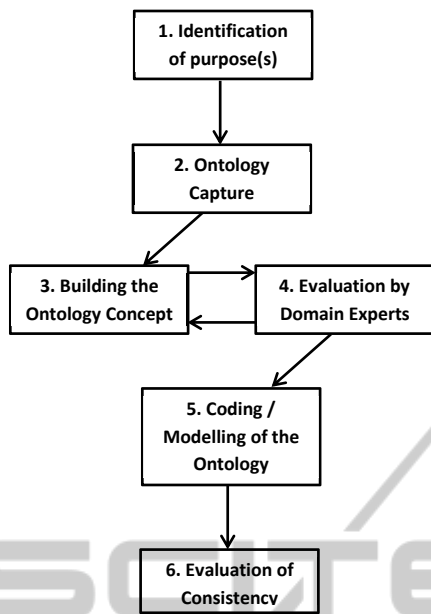 1. Identification
of purpose(s)
2. Ontology
Capture
3. Building the
Ontology Concept
4. Evaluation by
Domain Experts
5. Coding /
Modelling of the
Ontology
6. Evaluation of
Consistency